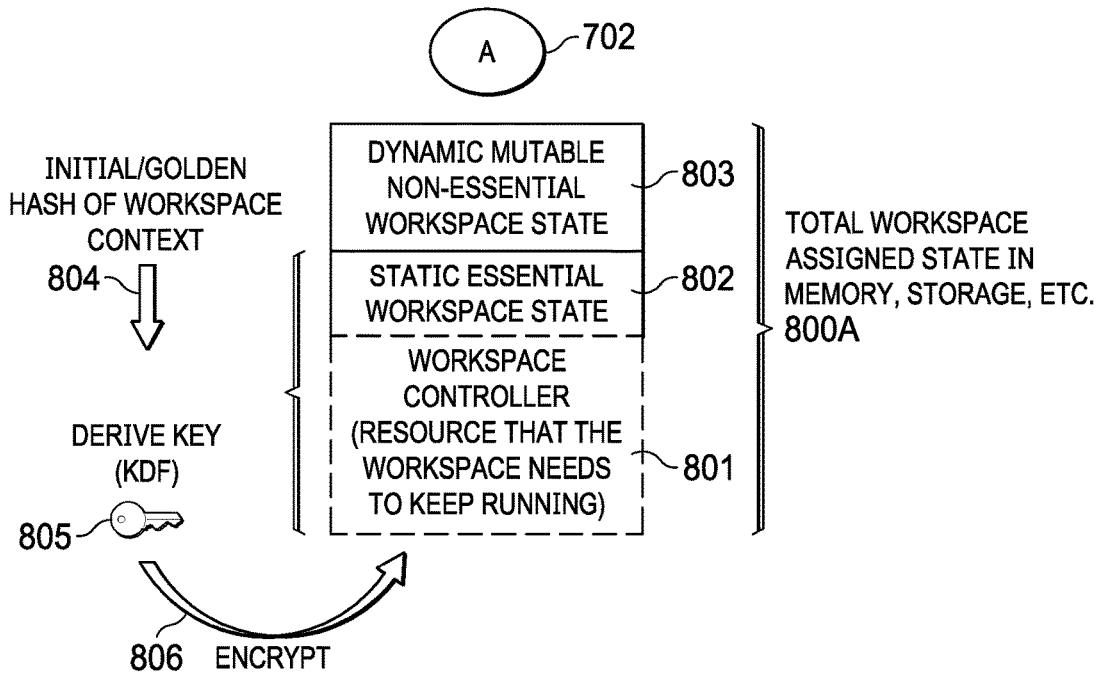 A
702
INITIAL/GOLDEN
HASH OF WORKSPACE
CONTEXT
804
DERIVE KEY
(KDF)
805
806
ENCRYPT
DYNAMIC MUTABLE
NON-ESSENTIAL
WORKSPACE STATE
803
STATIC ESSENTIAL
WORKSPACE STATE
802
WORKSPACE
CONTROLLER
(RESOURCE THAT THE
WORKSPACE NEEDS
TO KEEP RUNNING)
801
TOTAL WORKSPACE
ASSIGNED STATE IN
MEMORY, STORAGE, ETC.
800A